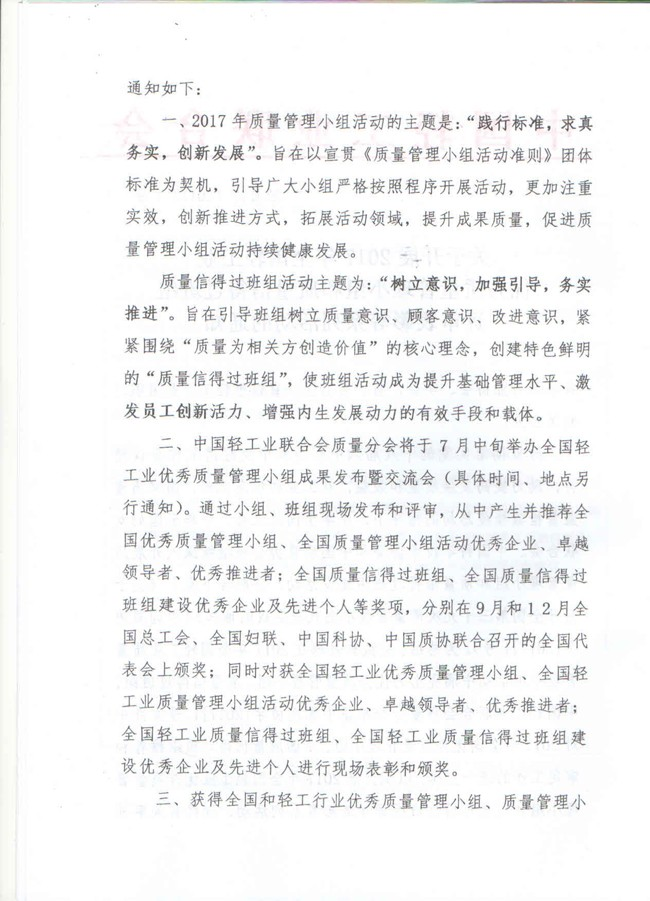 通知如下：
一、2017 年质量管理小组活动的主题是：“践行标准，求真
务实，创新发展”。旨在以宣贯《质量管理小组活动准则》团体
标准为契机，引导广大小组严格按照程序开展活动，更加注重
实效，创新推进方式，拓展活动领域，提升成果质量，促进质
量管理小组活动持续健康发展。
质量信得过班组活动主题为：“树立意识，加强引导，务实
推进”。旨在引导班组树立质量意识、顾客意识、改进意识，紧
紧围绕“质量为相关方创造价值”的核心理念，创建特色鲜明
的“质量信得过班组”，使班组活动成为提升基础管理水平、激
发员工创新活力、增强内生发展动力的有效手段和载体。
二、中国轻工业联合会质量分会将于 7 月中旬举办全国轻
工业优秀质量管理小组成果发布暨交流会（具体时间、地点另
行通知）。通过小组、班组现场发布和评审，从中产生并推荐全
国优秀质量管理小组、全国质量管理小组活动优秀企业、卓越
领导者、优秀推进者；全国质量信得过班组、全国质量信得过
班组建设优秀企业及先进个人等奖项，分别在９月和１２月全
国总工会、全国妇联、中国科协、中国质协联合召开的全国代
表会上颁奖；同时对获全国轻工业优秀质量管理小组、全国轻
工业质量管理小组活动优秀企业、卓越领导者、优秀推进者；
全国轻工业质量信得过班组、全国轻工业质量信得过班组建
设优秀企业及先进个人进行现场表彰和颁奖。
三、获得全国和轻工行业优秀质量管理小组、质量管理小